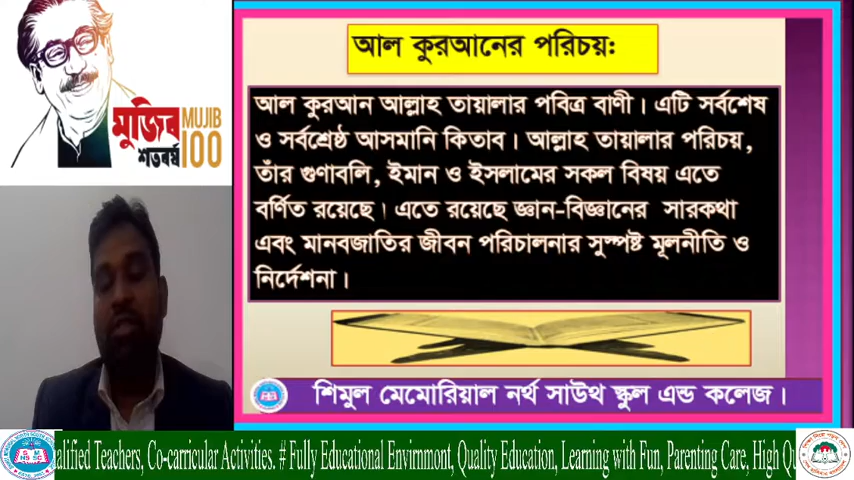 আল কুরআনের পরিচয়ঃ
আল কুরআন আল্লাহ তায়ালার পবিত্র বাণী। এটি সর্বশেষ
ও সর্বশ্রেষ্ঠ আসমানি কিতাব। আল্লাহ তায়ালার পরিচয়,
তাঁর গুণাবলি, ইমান ও ইসলামের সকল বিষয় এতে
বর্ণিত রয়েছে। এতে রয়েছে জ্ঞান-বিজ্ঞানের সারকথা
এবং মানবজাতির জীবন পরিচালনার সুস্পষ্ট মূলনীতি ও
নির্দেশনা।
শিমুল মেমোরিয়াল নর্থ সাউথ স্কুল এন্ড কলেজ।
মুজিব
শতবর্ষ
MUJIB
100
alified Teachers, Co-carricular Activities. # Fully Educational Envirnment, Quality Education, Learning with Fun, Parenting Care, High Qu